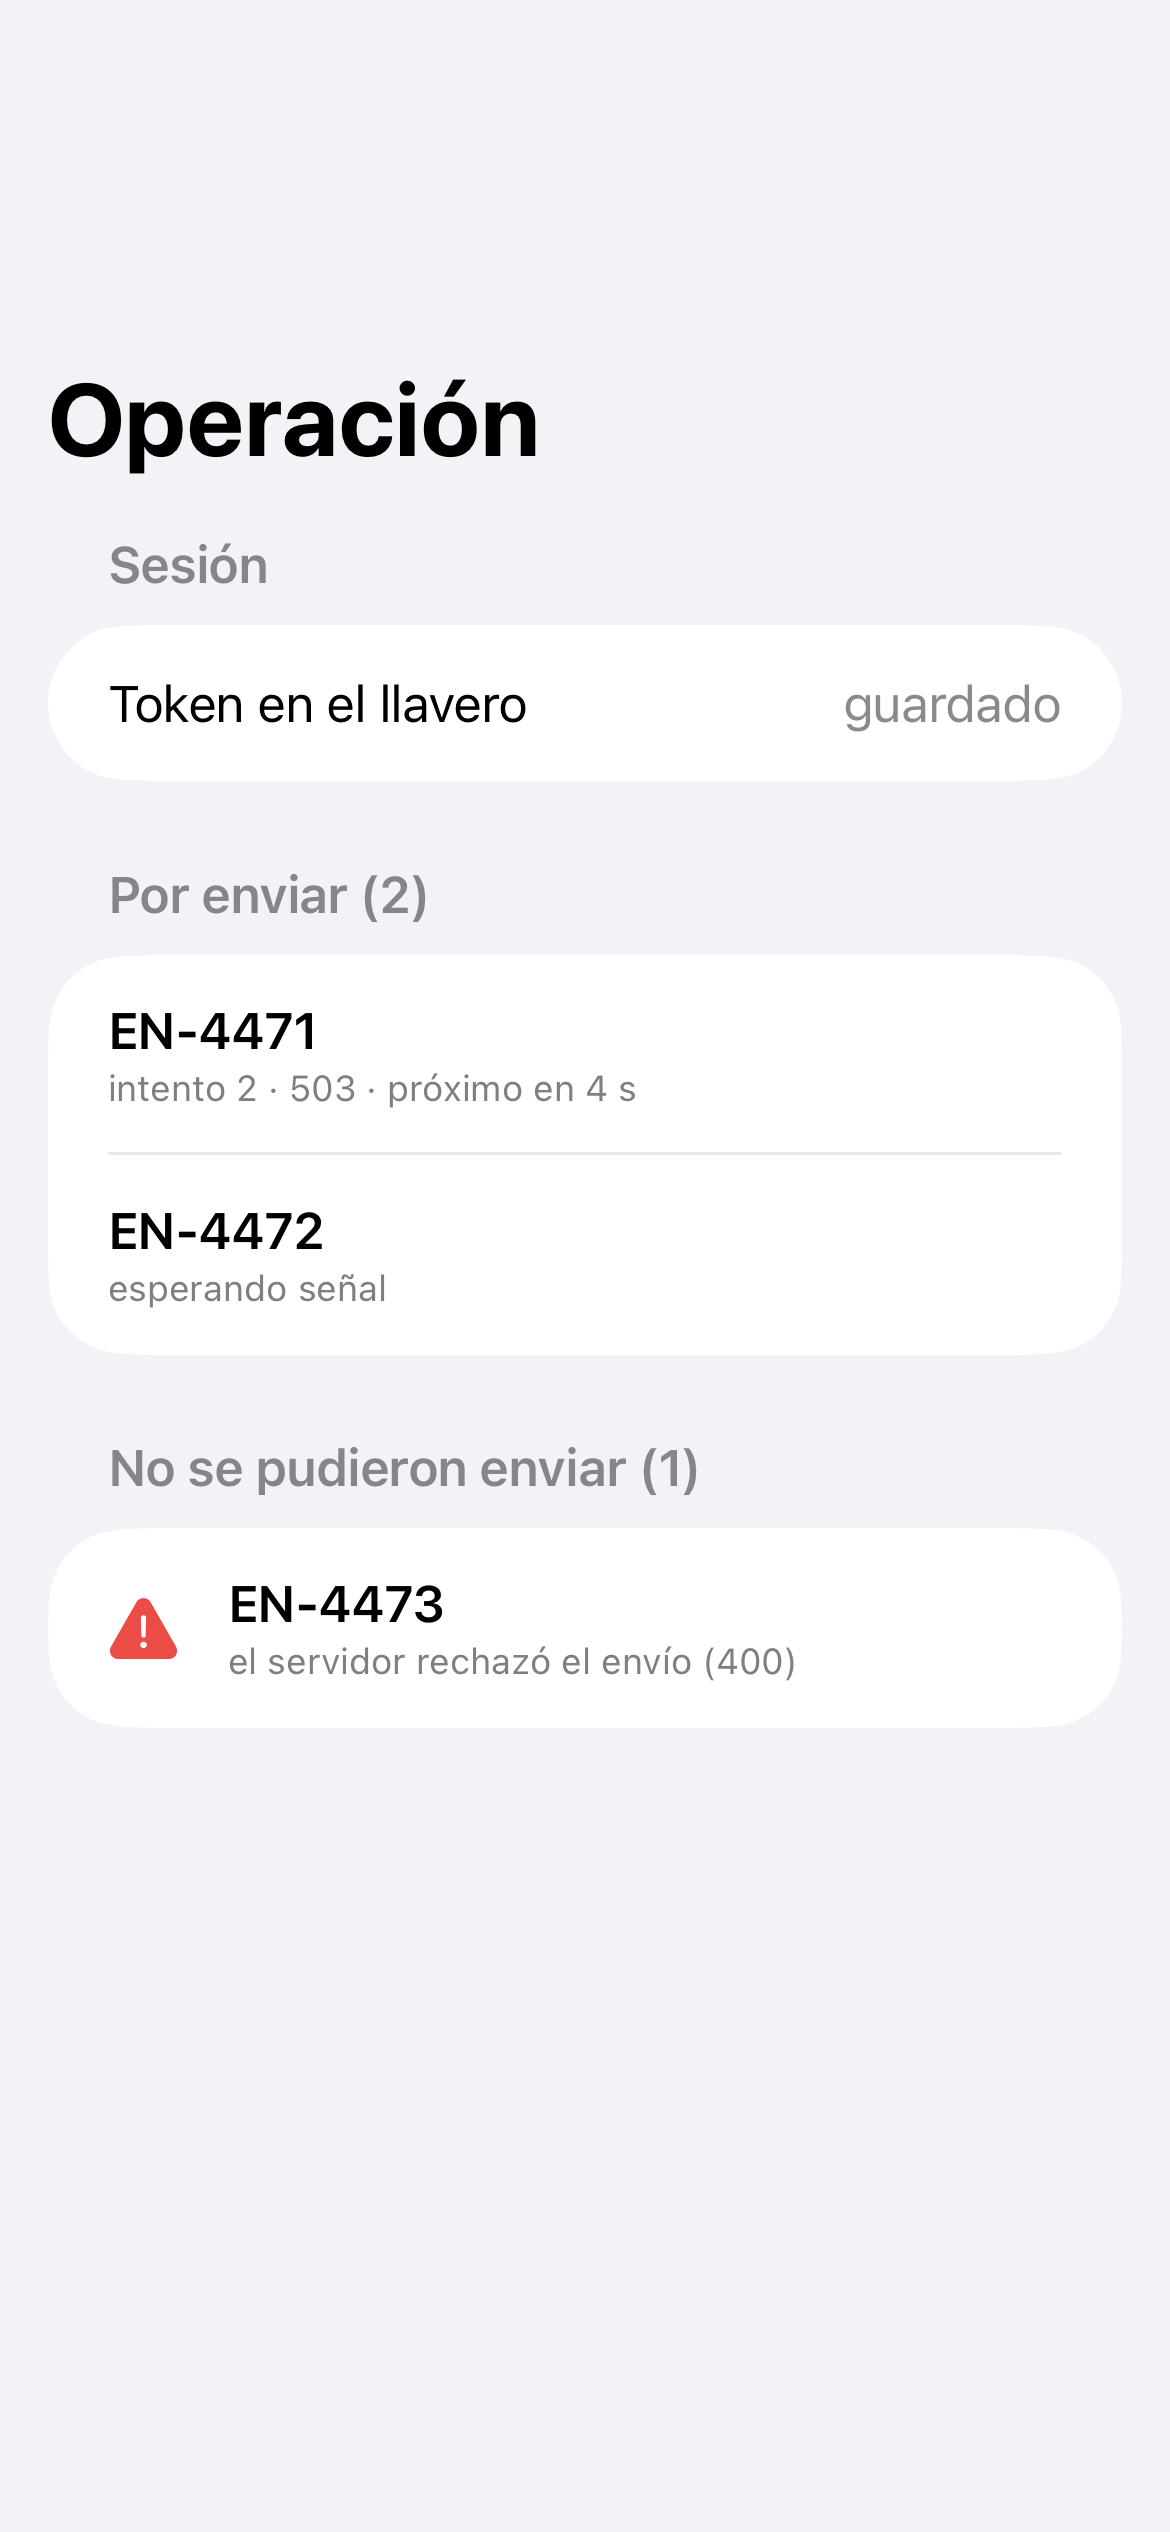 Operación
Sesión
Token en el llavero guardado
Por enviar (2)
EN-4471
intento 2 · 503 · próximo en 4 s
EN-4472
esperando señal
No se pudieron enviar (1)
EN-4473
el servidor rechazó el envío (400)